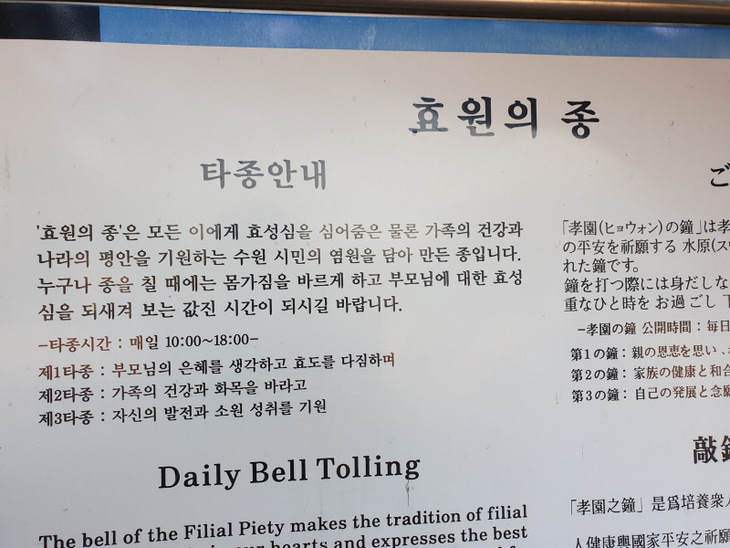 효원의 종
타종안내
'효원의 종'은 모든 이에게 효성심을 심어줌은 물론 가족의 건강과
나라의 평안을 기원하는 수원 시민의 염원을 담아 만든 종입니다.
누구나 종을 칠 때에는 몸가짐을 바르게 하고 부모님에 대한 효성
심을 되새겨 보는 값진 시간이 되시길 바랍니다.
-타종시간 : 매일 10:00~18:00-
제1타종 : 부모님의 은혜를 생각하고 효도를 다짐하며
제2타종 : 가족의 건강과 화목을 바라고
제3타종 : 자신의 발전과 소원 성취를 기원
Daily Bell Tolling
The bell of the Filial Piety makes the tradition of filial
hearts and expresses the best
ご
「孝園(ヒョウォン)の鐘」は孝
の平安を祈願する 水原(ス
れた鐘です。
鐘を打つ際には身だしな
重なひと時を お過ごし 下
-孝園の鐘 公開時間 : 毎日
第1の鐘 : 親の恩恵を思い、
第2の鐘 : 家族の健康と和合
第3の鐘 : 自己の発展と念願
敲鐘
「孝園之鐘」是爲培養衆人
人健康與國家平安之祈願